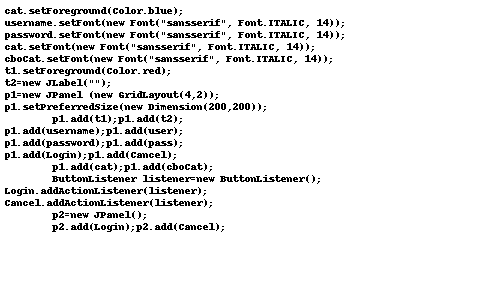 cat.setForeground(Color.blue);
username.setFont(new Font("sansserif", Font.ITALIC, 14));
password.setFont(new Font("sansserif", Font.ITALIC, 14));
cat.setFont(new Font("sansserif", Font.ITALIC, 14));
cboCat.setFont(new Font("sansserif", Font.ITALIC, 14));
t1.setForeground(Color.red);
t2=new JLabel("");
p1=new JPanel (new GridLayout(4,2));
p1.setPreferredSize(new Dimension(200,200));
        p1.add(t1);p1.add(t2);
p1.add(username);p1.add(user);
p1.add(password);p1.add(pass);
p1.add(Login);p1.add(Cancel);
        p1.add(cat);p1.add(cboCat);
        ButtonListener listener=new ButtonListener();
Login.addActionListener(listener);
Cancel.addActionListener(listener);
        p2=new JPanel();
        p2.add(Login);p2.add(Cancel);